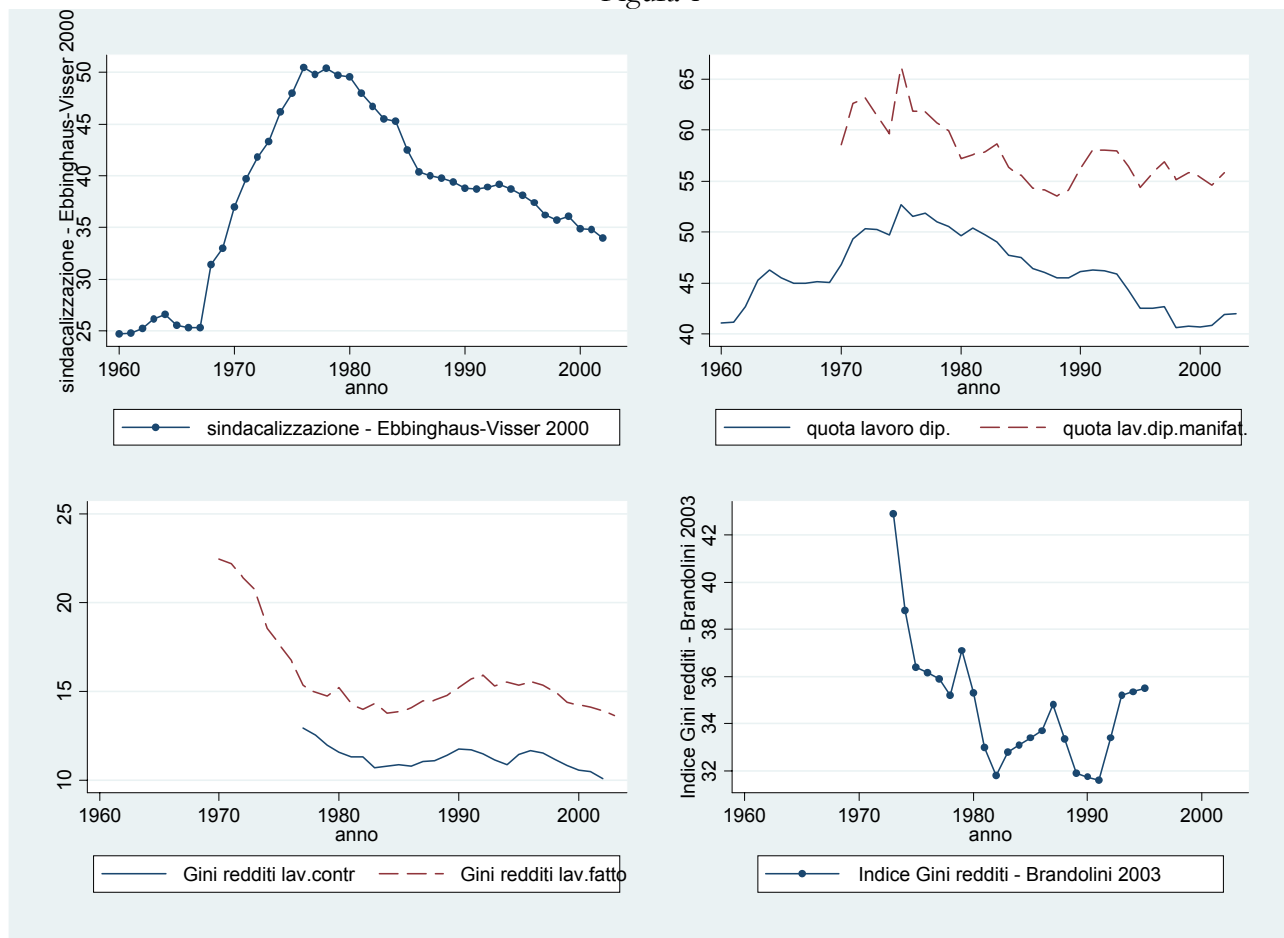 Figura 1
sindacalizzazione - Ebbinghaus-Visser 2000
50
45
40
35
30
25
1960 1970 1980 1990 2000
anno
sindacalizzazione - Ebbinghaus-Visser 2000
65
60
55
50
45
40
1960 1970 1980 1990 2000
anno
quota lavoro dip. quota lav.dip.manifat.
25
20
15
10
1960 1970 1980 1990 2000
anno
Gini redditi lav.contr Gini redditi lav.fatto
Indice Gini redditi - Brandolini 2003
42
40
38
36
34
32
1960 1970 1980 1990 2000
anno
Indice Gini redditi - Brandolini 2003